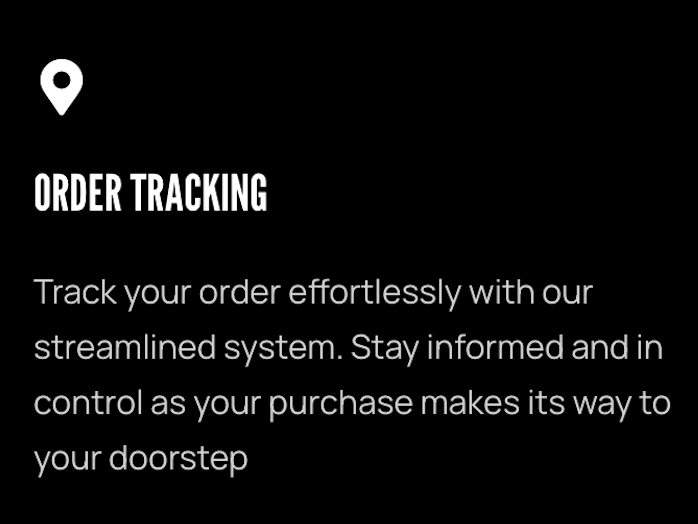 ORDER TRACKING
Track your order effortlessly with our
streamlined system. Stay informed and in
control as your purchase makes its way to
your doorstep